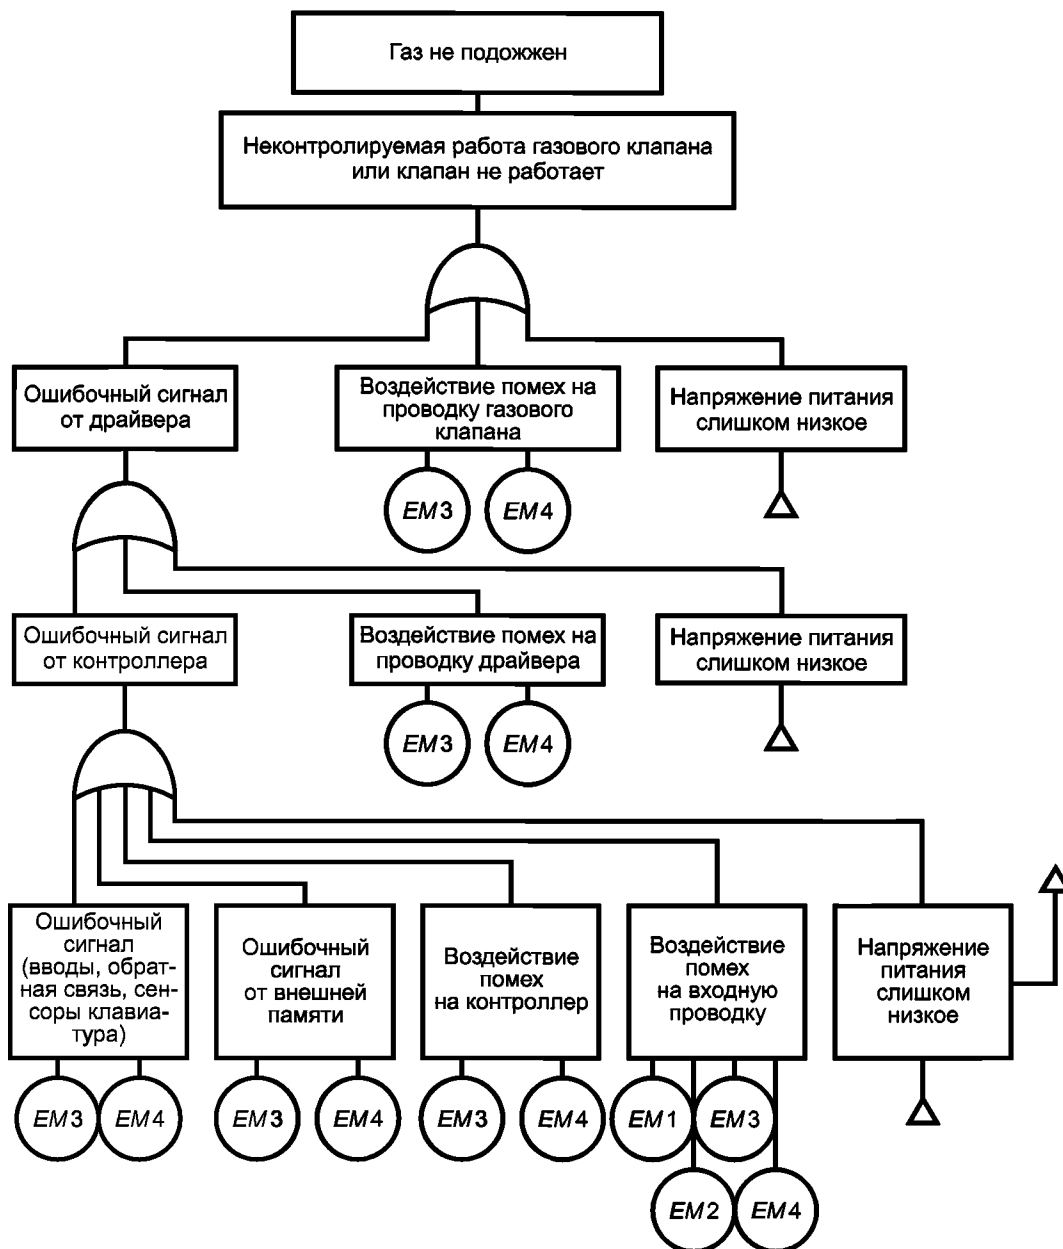 Газ не подожжен
Неконтролируемая работа газового клапана
или клапан не работает
Ошибочный сигнал
от драйвера
Воздействие помех на
проводку газового
клапана
Напряжение питания
слишком низкое
EM3
EM4
Ошибочный сигнал
от контроллера
Воздействие помех на
проводку драйвера
Напряжение питания
слишком низкое
EM3
EM4
Ошибочный
сигнал
(вводы, обрат-
ная связь, сен-
соры клавиа-
тура)
Ошибочный
сигнал
от внешней
памяти
Воздействие
помех
на контроллер
Воздействие
помех
на входную
проводку
Напряжение
питания
слишком
низкое
EM3
EM4
EM3
EM4
EM3
EM4
EM1
EM3
EM2
EM4